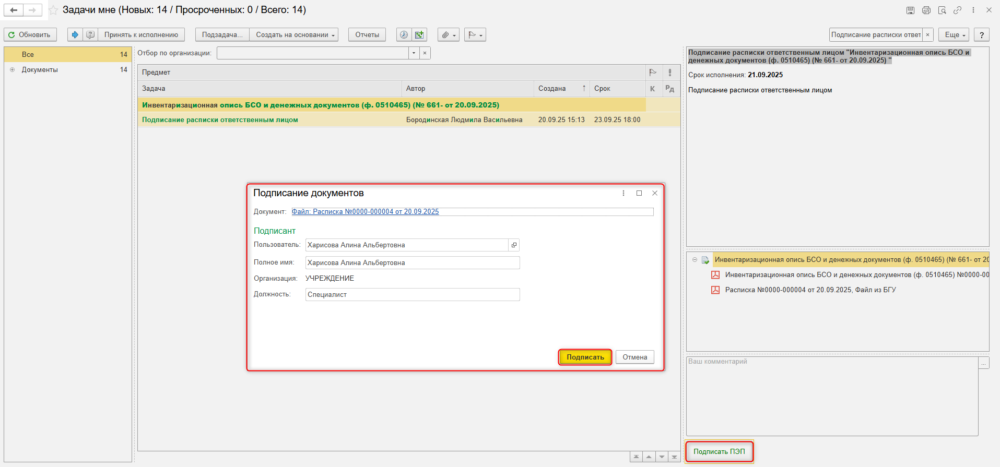 Задачи мне (Новых: 14 / Просроченных: 0 / Всего: 14)
Обновить
Принять к исполнению
Подзадача...
Создать на основании
Отчеты
Подписание расписки ответ
×
Еще
?
Все 14
Документы 14
Отбор по организации:
Предмет
Задача Автор Создана ↑ Срок К Рд
Инвентаризационная опись БСО и денежных документов (ф. 0510465) (№ 661- от 20.09.2025)
Подписание расписки ответственным лицом Бородинская Людмила Васильевна 20.09.25 15:13 23.09.25 18:00
Подписание документов
Документ: Файл: Расписка №0000-000004 от 20.09.2025
Подписант
Пользователь: Харисова Алина Альбертовна
Полное имя: Харисова Алина Альбертовна
Организация: УЧРЕЖДЕНИЕ
Должность: Специалист
Подписать Отмена
Подписание расписки ответственным лицом "Инвентаризационная опись БСО и
денежных документов (ф. 0510465) (№ 661- от 20.09.2025) "
Срок исполнения: 21.09.2025
Подписание расписки ответственным лицом
Инвентаризационная опись БСО и денежных документов (ф. 0510465) (№ 661- от 20
Инвентаризационная опись БСО и денежных документов (ф. 0510465) №0000-00
Расписка №0000-000004 от 20.09.2025, Файл из БГУ
Ваш комментарий
...
Подписать ПЭП